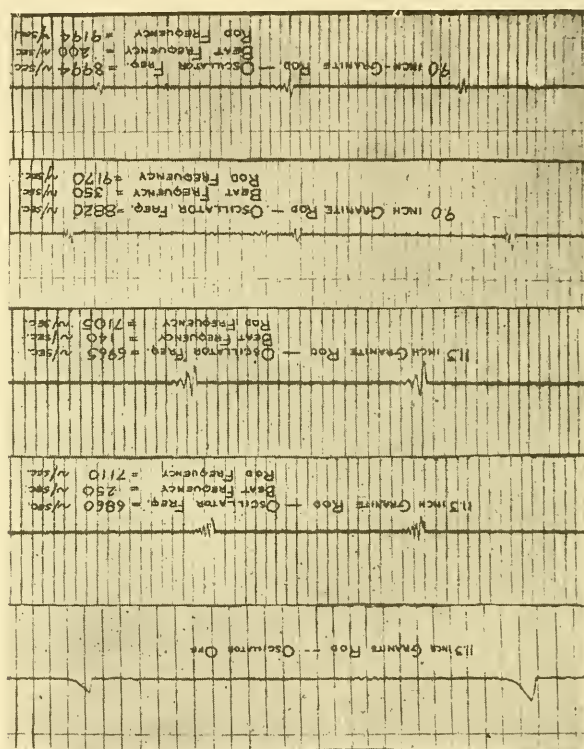 11.3 INCH GRANITE ROD -- OSCILLATOR OFF
11.3 INCH GRANITE ROD — OSCILLATOR FREQ. = 6860 ~/SEC.
BEAT FREQUENCY = 250 ~/SEC
ROD FREQUENCY = 7110 ~/SEC.
11.3 INCH GRANITE ROD — OSCILLATOR FREQ. = 6965 ~/SEC.
BEAT FREQUENCY = 140 ~/SEC.
ROD FREQUENCY = 7105 ~/SEC.
9.0 INCH GRANITE ROD — OSCILLATOR FREQ. = 8820 ~/SEC.
BEAT FREQUENCY = 350 ~/SEC.
ROD FREQUENCY = 9170 ~/SEC.
9.0 INCH-GRANITE ROD — OSCILLATOR FREQ. = 8994 ~/SEC
BEAT FREQUENCY = 200 ~/SEC
ROD FREQUENCY = 9194 ~/SEC